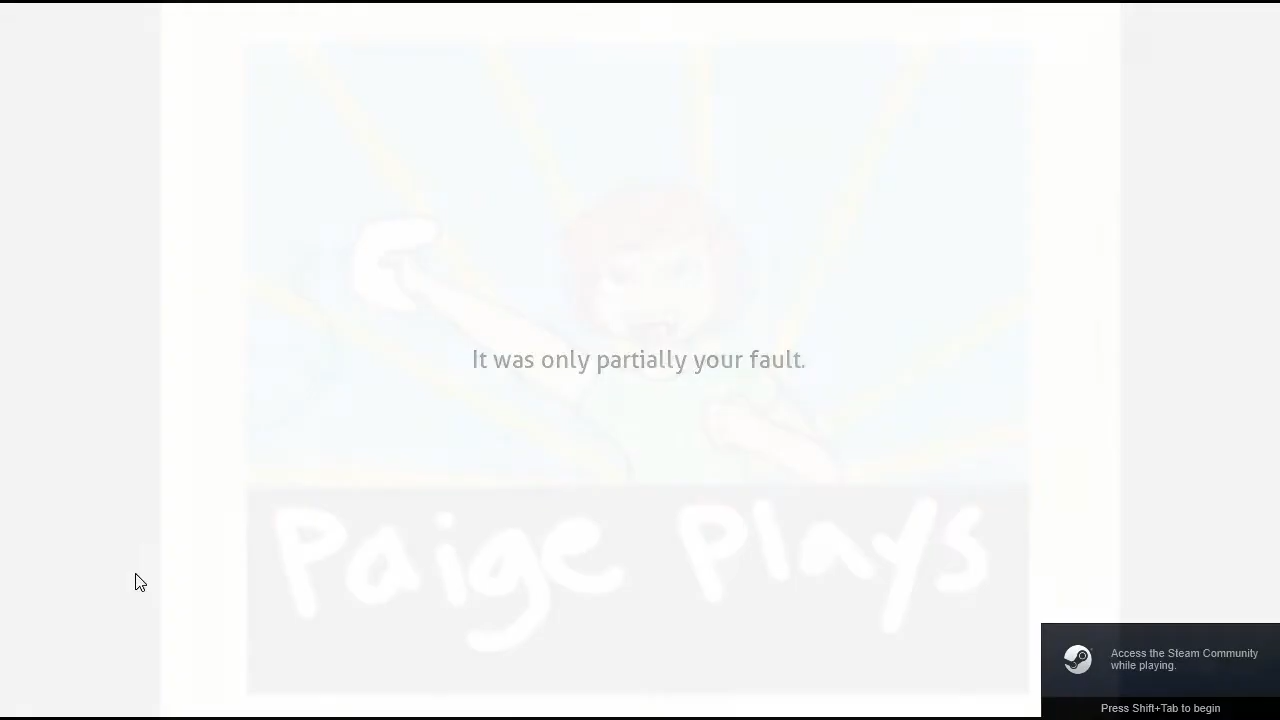 It was only partially your fault.
Paige Plays
Access the Steam Community
while playing.
Press Shift+Tab to begin